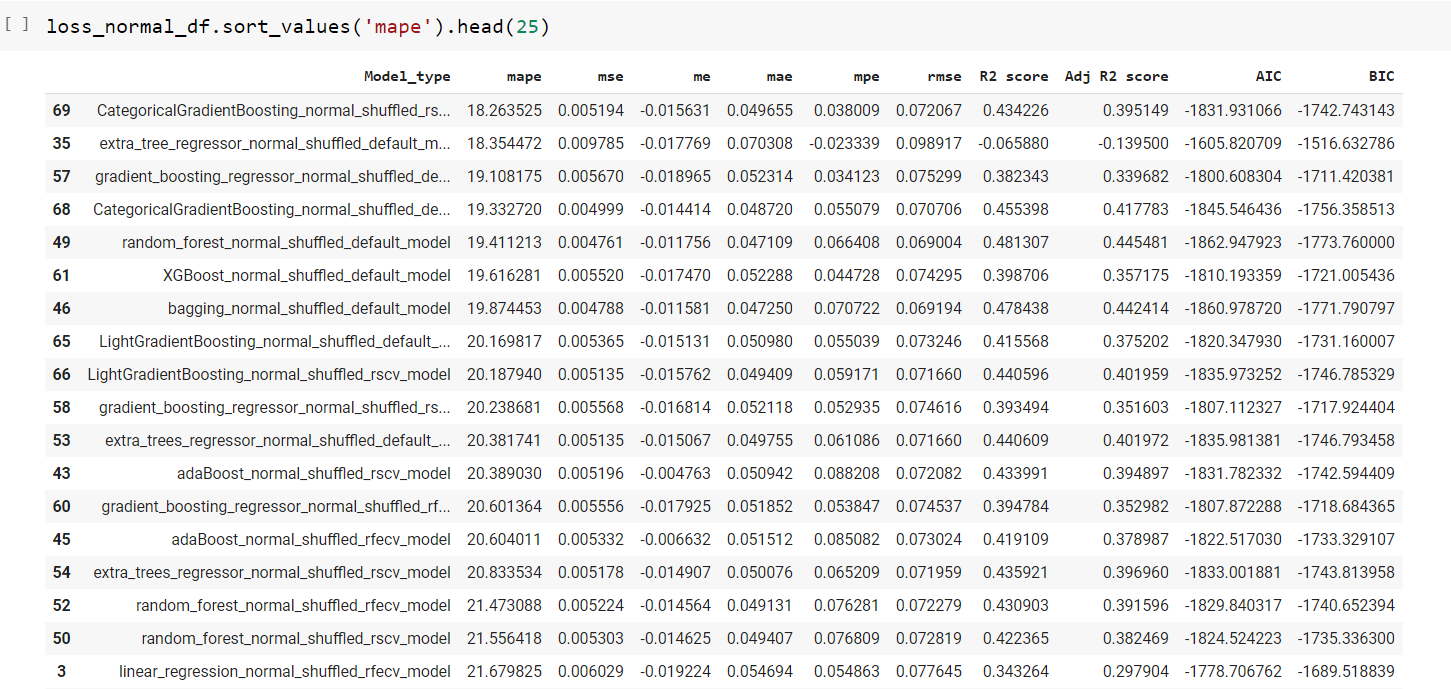 [ ] loss_normal_df.sort_values('mape').head(25)
Model_type mape mse me mae mpe rmse R2 score Adj R2 score AIC BIC
69 CategoricalGradientBoosting_normal_shuffled_rs... 18.263525 0.005194 -0.015631 0.049655 0.038009 0.072067 0.434226 0.395149 -1831.931066 -1742.743143
35 extra_tree_regressor_normal_shuffled_default_m... 18.354472 0.009785 -0.017769 0.070308 -0.023339 0.098917 -0.065880 -0.139500 -1605.820709 -1516.632786
57 gradient_boosting_regressor_normal_shuffled_de... 19.108175 0.005670 -0.018965 0.052314 0.034123 0.075299 0.382343 0.339682 -1800.608304 -1711.420381
68 CategoricalGradientBoosting_normal_shuffled_de... 19.332720 0.004999 -0.014414 0.048720 0.055079 0.070706 0.455398 0.417783 -1845.546436 -1756.358513
49 random_forest_normal_shuffled_default_model 19.411213 0.004761 -0.011756 0.047109 0.066408 0.069004 0.481307 0.445481 -1862.947923 -1773.760000
61 XGBoost_normal_shuffled_default_model 19.616281 0.005520 -0.017470 0.052288 0.044728 0.074295 0.398706 0.357175 -1810.193359 -1721.005436
46 bagging_normal_shuffled_default_model 19.874453 0.004788 -0.011581 0.047250 0.070722 0.069194 0.478438 0.442414 -1860.978720 -1771.790797
65 LightGradientBoosting_normal_shuffled_default_... 20.169817 0.005365 -0.015131 0.050980 0.055039 0.073246 0.415568 0.375202 -1820.347930 -1731.160007
66 LightGradientBoosting_normal_shuffled_rscv_model 20.187940 0.005135 -0.015762 0.049409 0.059171 0.071660 0.440596 0.401959 -1835.973252 -1746.785329
58 gradient_boosting_regressor_normal_shuffled_rs... 20.238681 0.005568 -0.016814 0.052118 0.052935 0.074616 0.393494 0.351603 -1807.112327 -1717.924404
53 extra_trees_regressor_normal_shuffled_default_... 20.381741 0.005135 -0.015067 0.049755 0.061086 0.071660 0.440609 0.401972 -1835.981381 -1746.793458
43 adaBoost_normal_shuffled_rscv_model 20.389030 0.005196 -0.004763 0.050942 0.088208 0.072082 0.433991 0.394897 -1831.782332 -1742.594409
60 gradient_boosting_regressor_normal_shuffled_rf... 20.601364 0.005556 -0.017925 0.051852 0.053847 0.074537 0.394784 0.352982 -1807.872288 -1718.684365
45 adaBoost_normal_shuffled_rfecv_model 20.604011 0.005332 -0.006632 0.051512 0.085082 0.073024 0.419109 0.378987 -1822.517030 -1733.329107
54 extra_trees_regressor_normal_shuffled_rscv_model 20.833534 0.005178 -0.014907 0.050076 0.065209 0.071959 0.435921 0.396960 -1833.001881 -1743.813958
52 random_forest_normal_shuffled_rfecv_model 21.473088 0.005224 -0.014564 0.049131 0.076281 0.072279 0.430903 0.391596 -1829.840317 -1740.652394
50 random_forest_normal_shuffled_rscv_model 21.556418 0.005303 -0.014625 0.049407 0.076809 0.072819 0.422365 0.382469 -1824.524223 -1735.336300
3 linear_regression_normal_shuffled_rfecv_model 21.679825 0.006029 -0.019224 0.054694 0.054863 0.077645 0.343264 0.297904 -1778.706762 -1689.518839